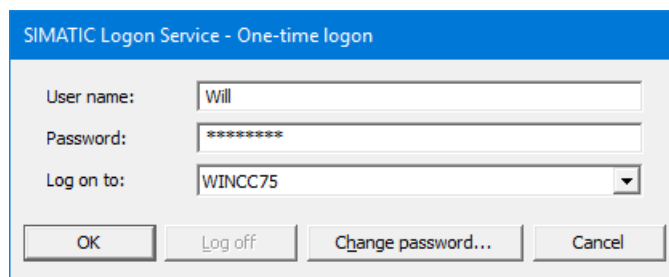 SIMATIC Logon Service - One-time logon
User name: Will
Password: ********
Log on to: WINCC75
OK Log off Change password... Cancel